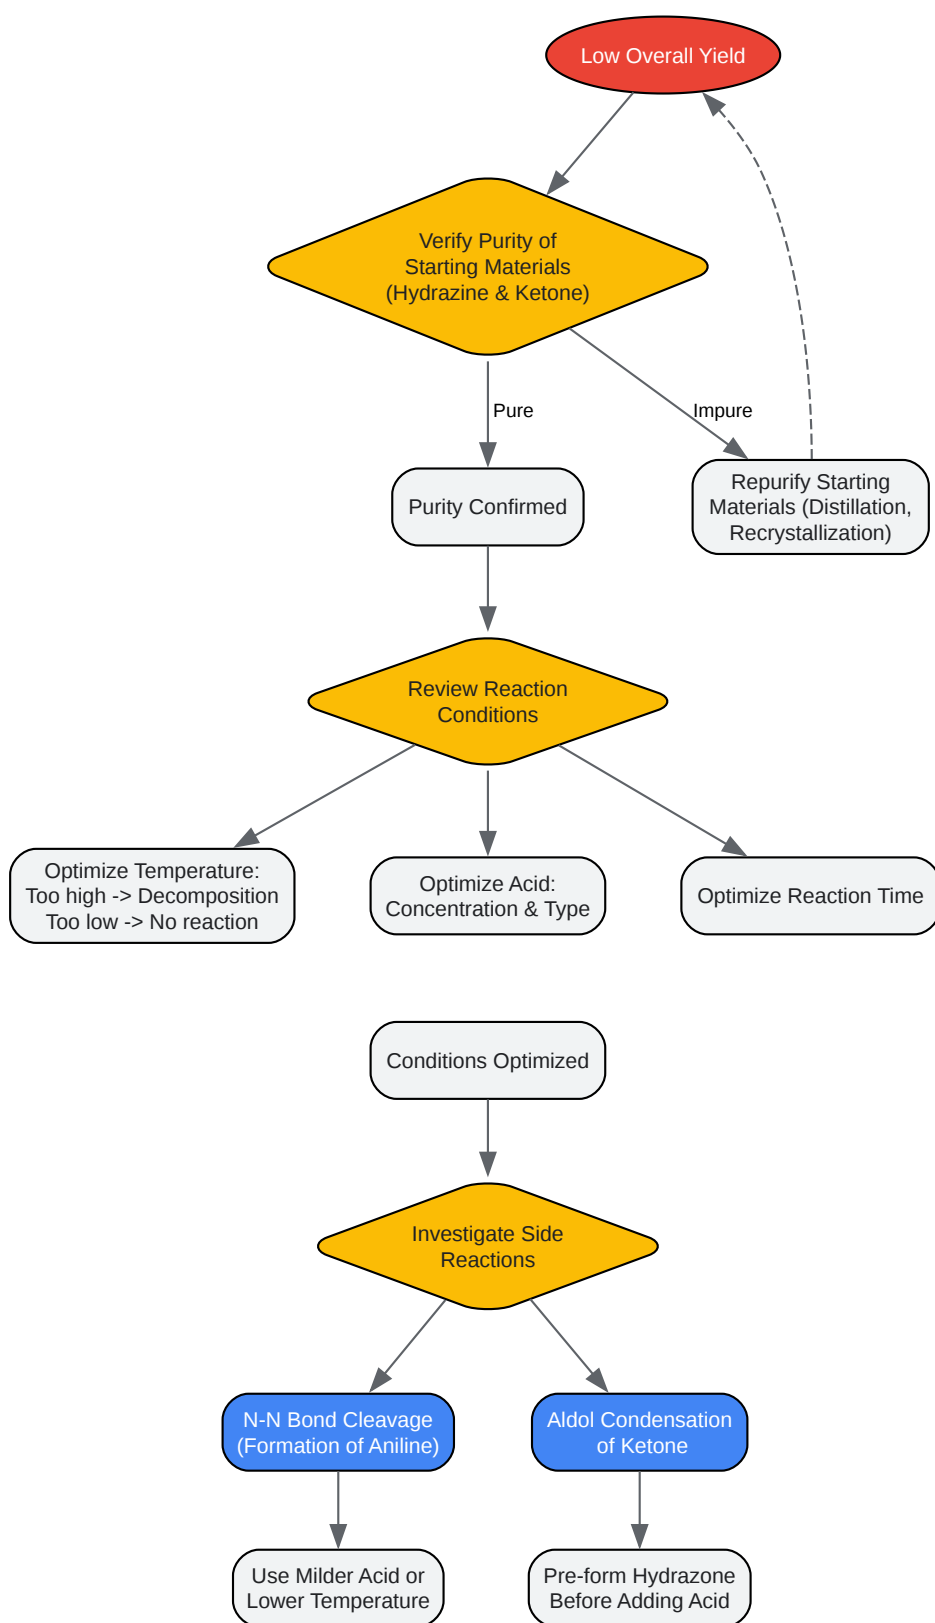 Low Overall Yield
Verify Purity of
Starting Materials
(Hydrazine & Ketone)
Pure
Impure
Purity Confirmed
Repurify Starting
Materials (Distillation,
Recrystallization)
Review Reaction
Conditions
Optimize Temperature:
Too high -> Decomposition
Too low -> No reaction
Optimize Acid:
Concentration & Type
Optimize Reaction Time
Conditions Optimized
Investigate Side
Reactions
N-N Bond Cleavage
(Formation of Aniline)
Aldol Condensation
of Ketone
Use Milder Acid or
Lower Temperature
Pre-form Hydrazone
Before Adding Acid